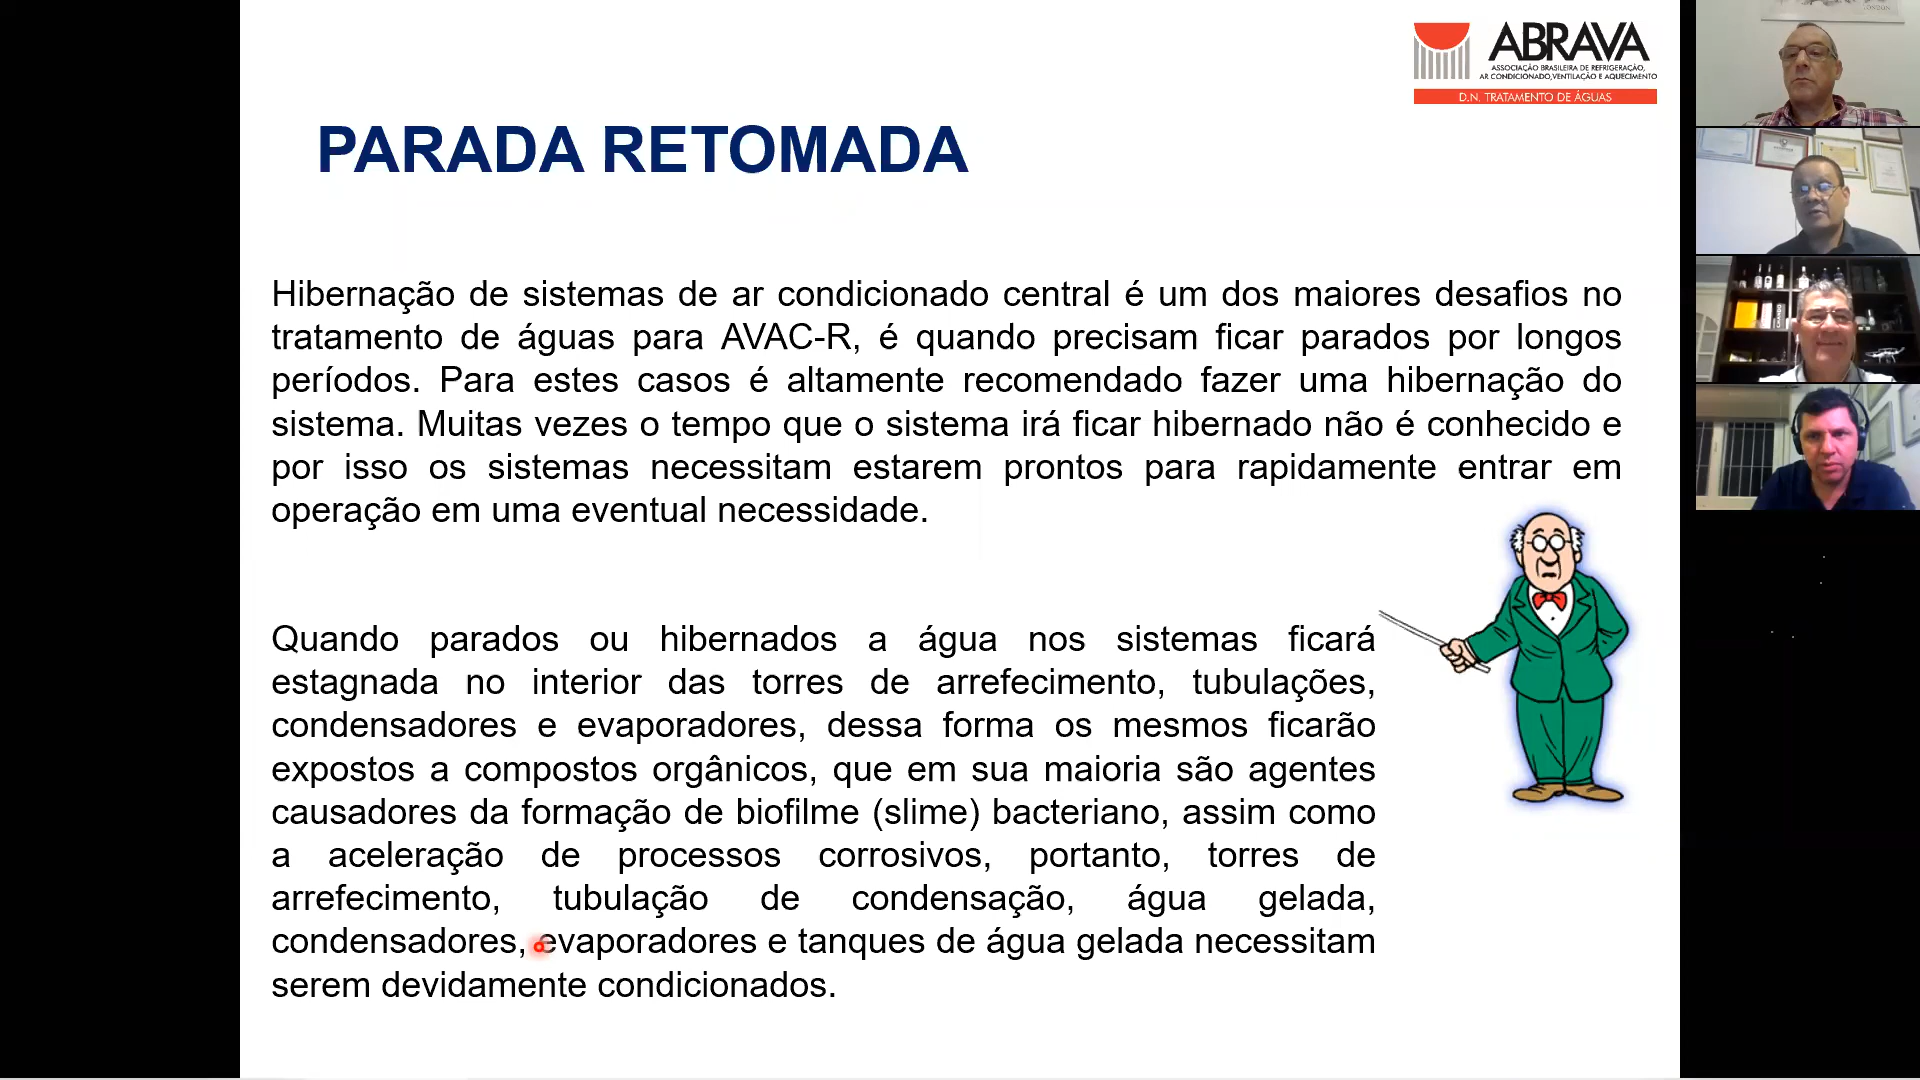 ABRAVA
ASSOCIAÇÃO BRASILEIRA DE REFRIGERAÇÃO,
AR CONDICIONADO, VENTILAÇÃO E AQUECIMENTO
D.N. TRATAMENTO DE ÁGUAS
PARADA RETOMADA
Hibernação de sistemas de ar condicionado central é um dos maiores desafios no
tratamento de águas para AVAC-R, é quando precisam ficar parados por longos
períodos. Para estes casos é altamente recomendado fazer uma hibernação do
sistema. Muitas vezes o tempo que o sistema irá ficar hibernado não é conhecido e
por isso os sistemas necessitam estarem prontos para rapidamente entrar em
operação em uma eventual necessidade.
Quando parados ou hibernados a água nos sistemas ficará
estagnada no interior das torres de arrefecimento, tubulações,
condensadores e evaporadores, dessa forma os mesmos ficarão
expostos a compostos orgânicos, que em sua maioria são agentes
causadores da formação de biofilme (slime) bacteriano, assim como
a aceleração de processos corrosivos, portanto, torres de
arrefecimento, tubulação de condensação, água gelada,
condensadores, evaporadores e tanques de água gelada necessitam
serem devidamente condicionados.
LONDON